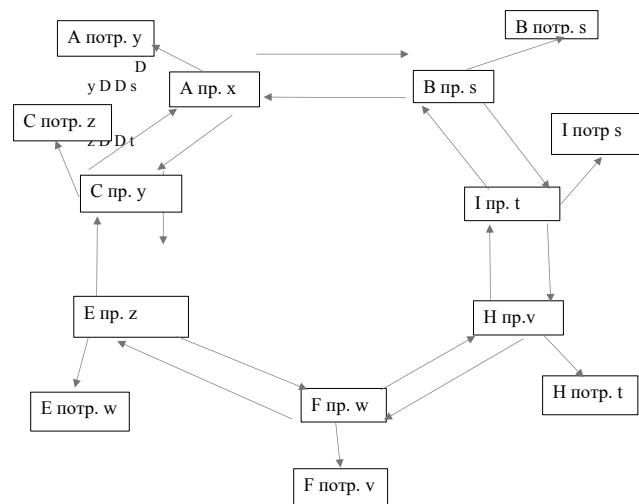 B потр. s
A потр. y
D
y D D s
A пр. x
B пр. s
C потр. z
z D D t
I потр s
C пр. y
I пр. t
E пр. z
H пр.v
E потр. w
F пр. w
H потр. t
F потр. v